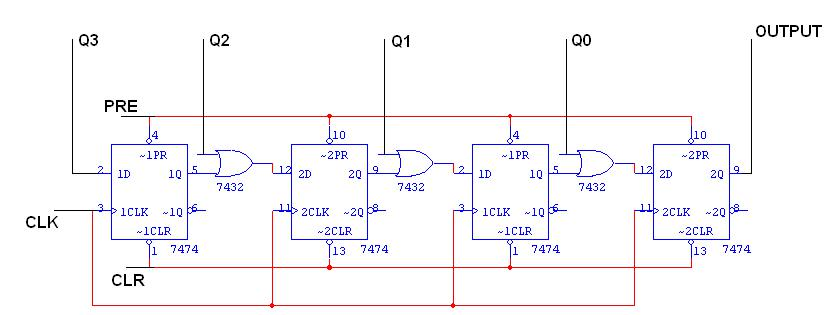 Q3 Q2 Q1 Q0 OUTPUT
PRE
4 10 4 10
~1PR ~2PR ~1PR ~2PR
2 1D 1Q 5 12 2D 2Q 9 2 1D 1Q 5 12 2D 2Q 9
7432 7432 7432
CLK 3 1CLK ~1Q 6 11 2CLK ~2Q 8 3 1CLK ~1Q 6 11 2CLK ~2Q 8
~1CLR ~2CLR ~1CLR ~2CLR
1 7474 13 7474 1 7474 13 7474
CLR